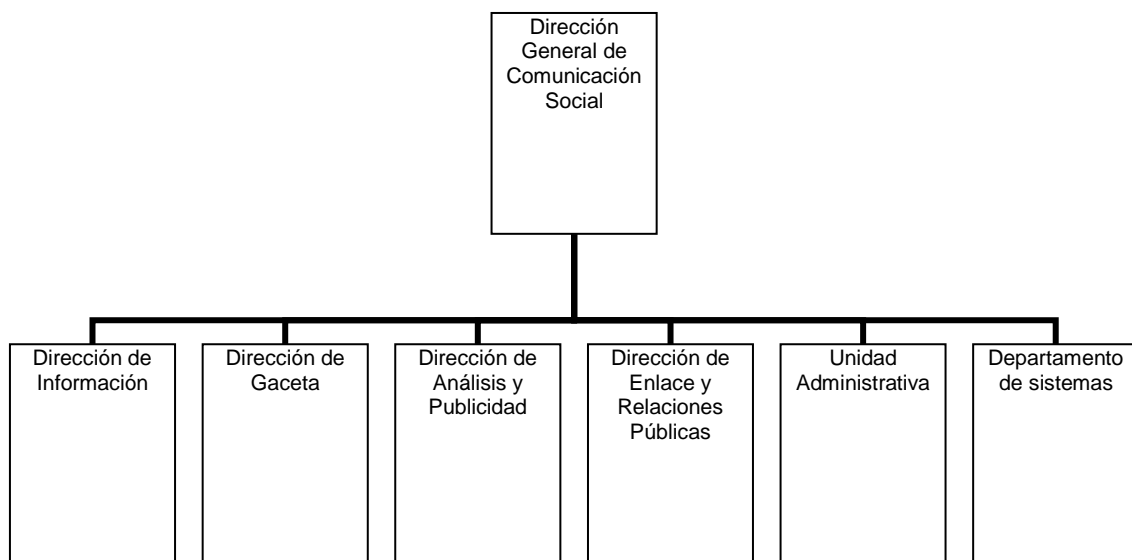 Dirección
General de
Comunicación
Social
Dirección de
Información
Dirección de
Gaceta
Dirección de
Análisis y
Publicidad
Dirección de
Enlace y
Relaciones
Públicas
Unidad
Administrativa
Departamento
de sistemas